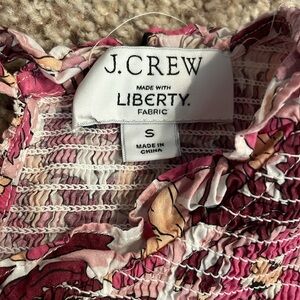 J.CREW
MADE WITH
LIBERTY.
FABRIC
S
MADE IN
CHINA